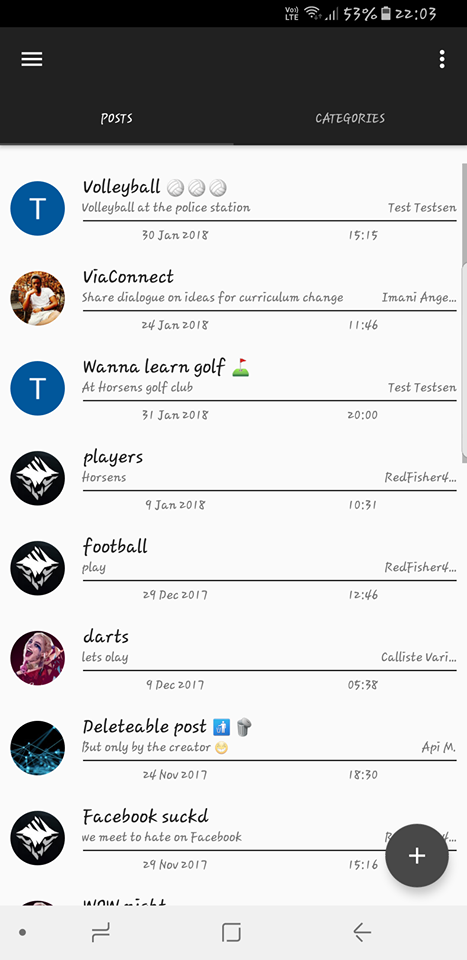 Vo)) LTE 53% 22:03
POSTS CATEGORIES
T
Volleyball
Volleyball at the police station Test Testsen
30 Jan 2018 15:15
ViaConnect
Share dialogue on ideas for curriculum change Imani Ange...
24 Jan 2018 11:46
T
Wanna learn golf
At Horsens golf club Test Testsen
31 Jan 2018 20:00
players
Horsens RedFisher4...
9 Jan 2018 10:31
football
play RedFisher4...
29 Dec 2017 12:46
darts
lets olay Calliste Vari...
9 Dec 2017 05:38
Deleteable post
But only by the creator Api M.
24 Nov 2017 18:30
Facebook suckd
we meet to hate on Facebook
29 Nov 2017 15:16
+